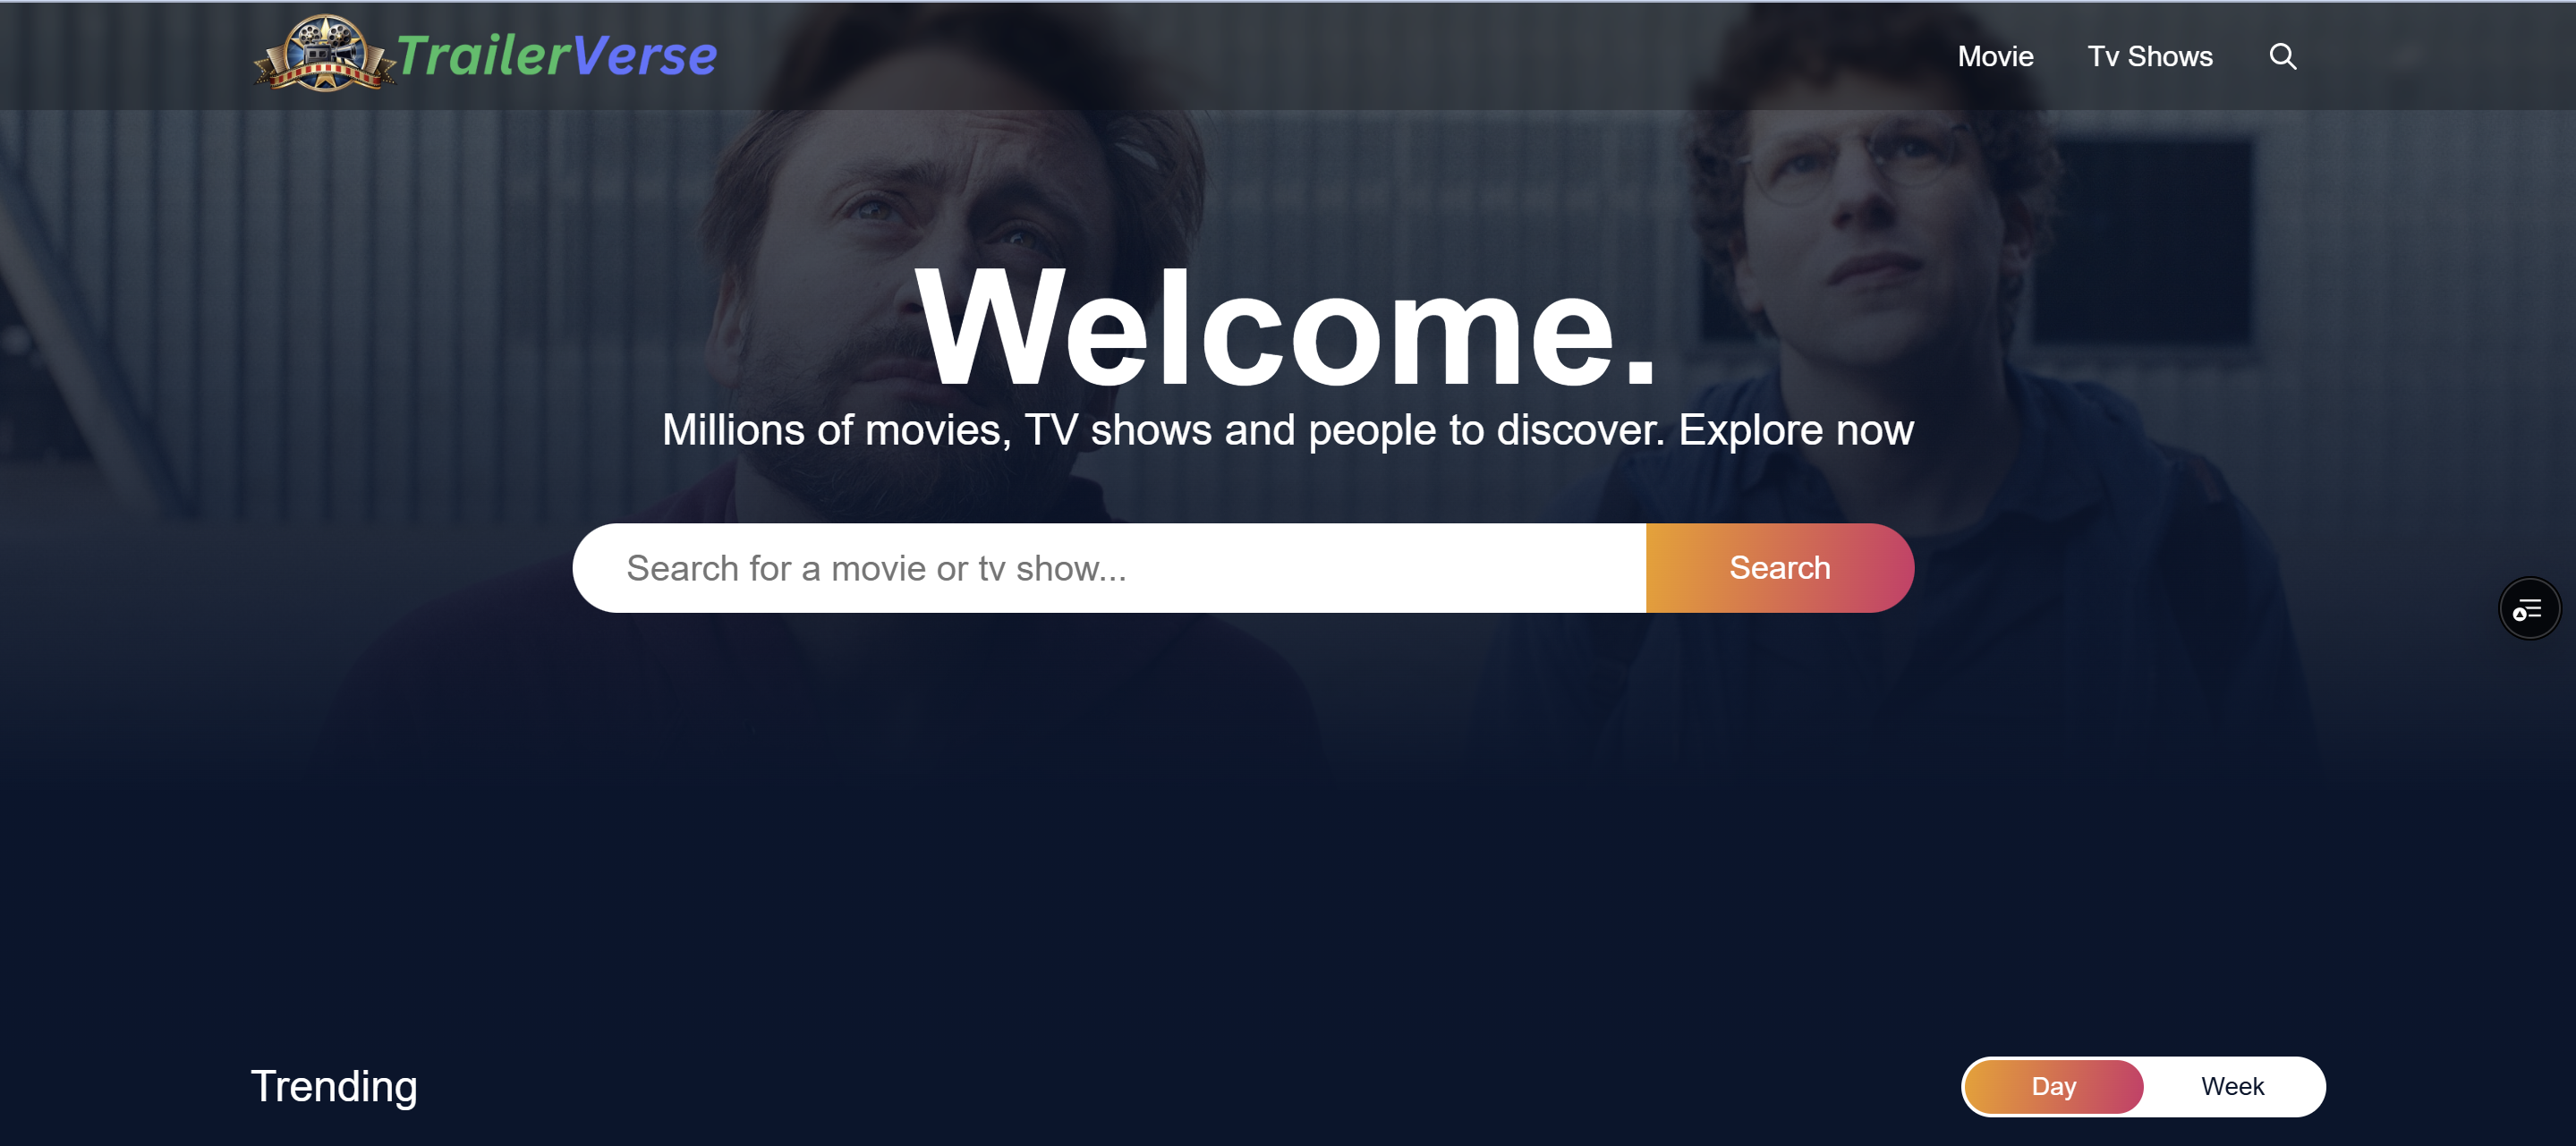 TrailerVerse
Movie Tv Shows
Welcome.
Millions of movies, TV shows and people to discover. Explore now
Search for a movie or tv show... Search
Trending Day Week